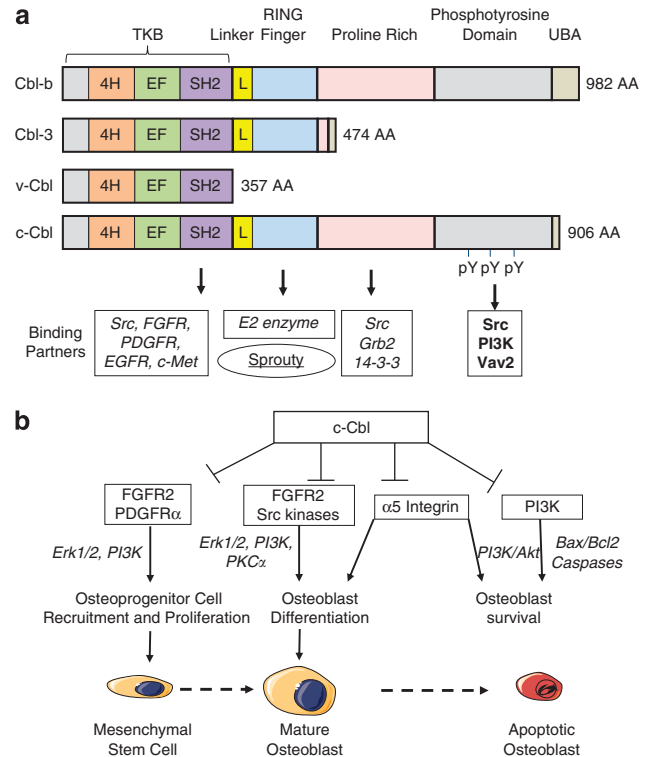 a
TKB
Linker
RING
Finger
Proline Rich
Phosphotyrosine
Domain
UBA
Cbl-b
4H
EF
SH2
L
982 AA
Cbl-3
4H
EF
SH2
L
474 AA
v-Cbl
4H
EF
SH2
357 AA
c-Cbl
4H
EF
SH2
L
906 AA
pY pY pY
Binding
Partners
Src, FGFR,
PDGFR,
EGFR, c-Met
E2 enzyme
Sprouty
Src
Grb2
14-3-3
Src
PI3K
Vav2
b
c-Cbl
FGFR2
PDGFRα
FGFR2
Src kinases
α5 Integrin
PI3K
Erk1/2, PI3K
Erk1/2, PI3K,
PKCα
PI3K/Akt
Bax/Bcl2
Caspases
Osteoprogenitor Cell
Recruitment and Proliferation
Osteoblast
Differentiation
Osteoblast
survival
Mesenchymal
Stem Cell
Mature
Osteoblast
Apoptotic
Osteoblast